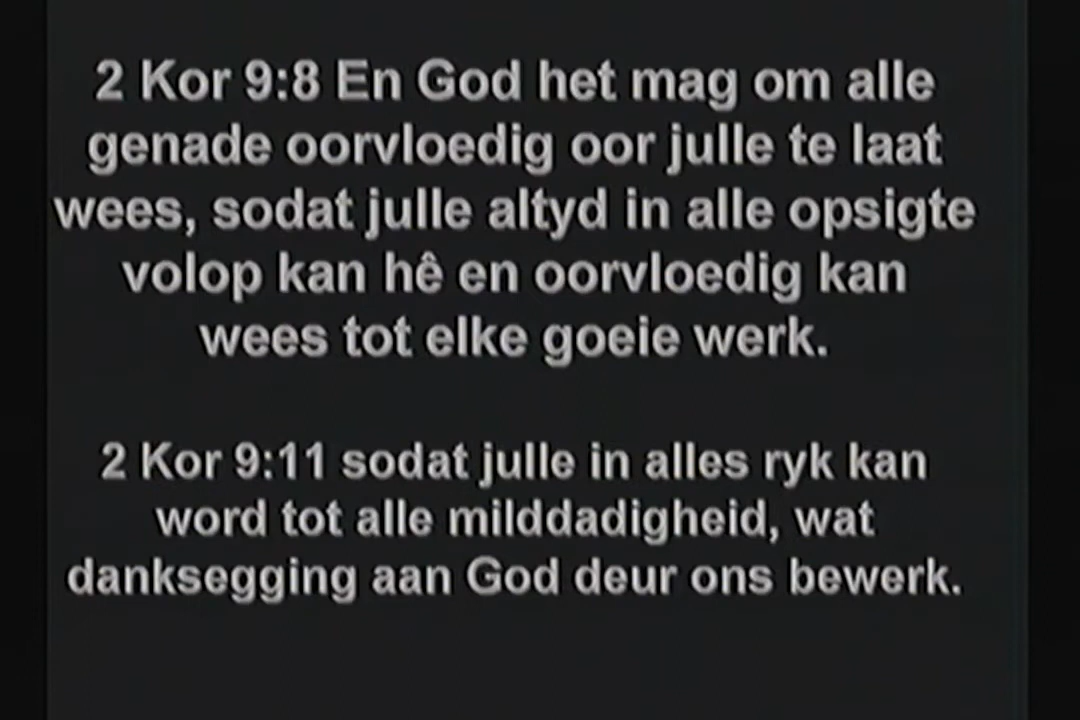 2 Kor 9:8 En God het mag om alle
genade oorvloedig oor julle te laat
wees, sodat julle altyd in alle opsigte
volop kan hê en oorvloedig kan
wees tot elke goeie werk.
2 Kor 9:11 sodat julle in alles ryk kan
word tot alle milddadigheid, wat
danksegging aan God deur ons bewerk.